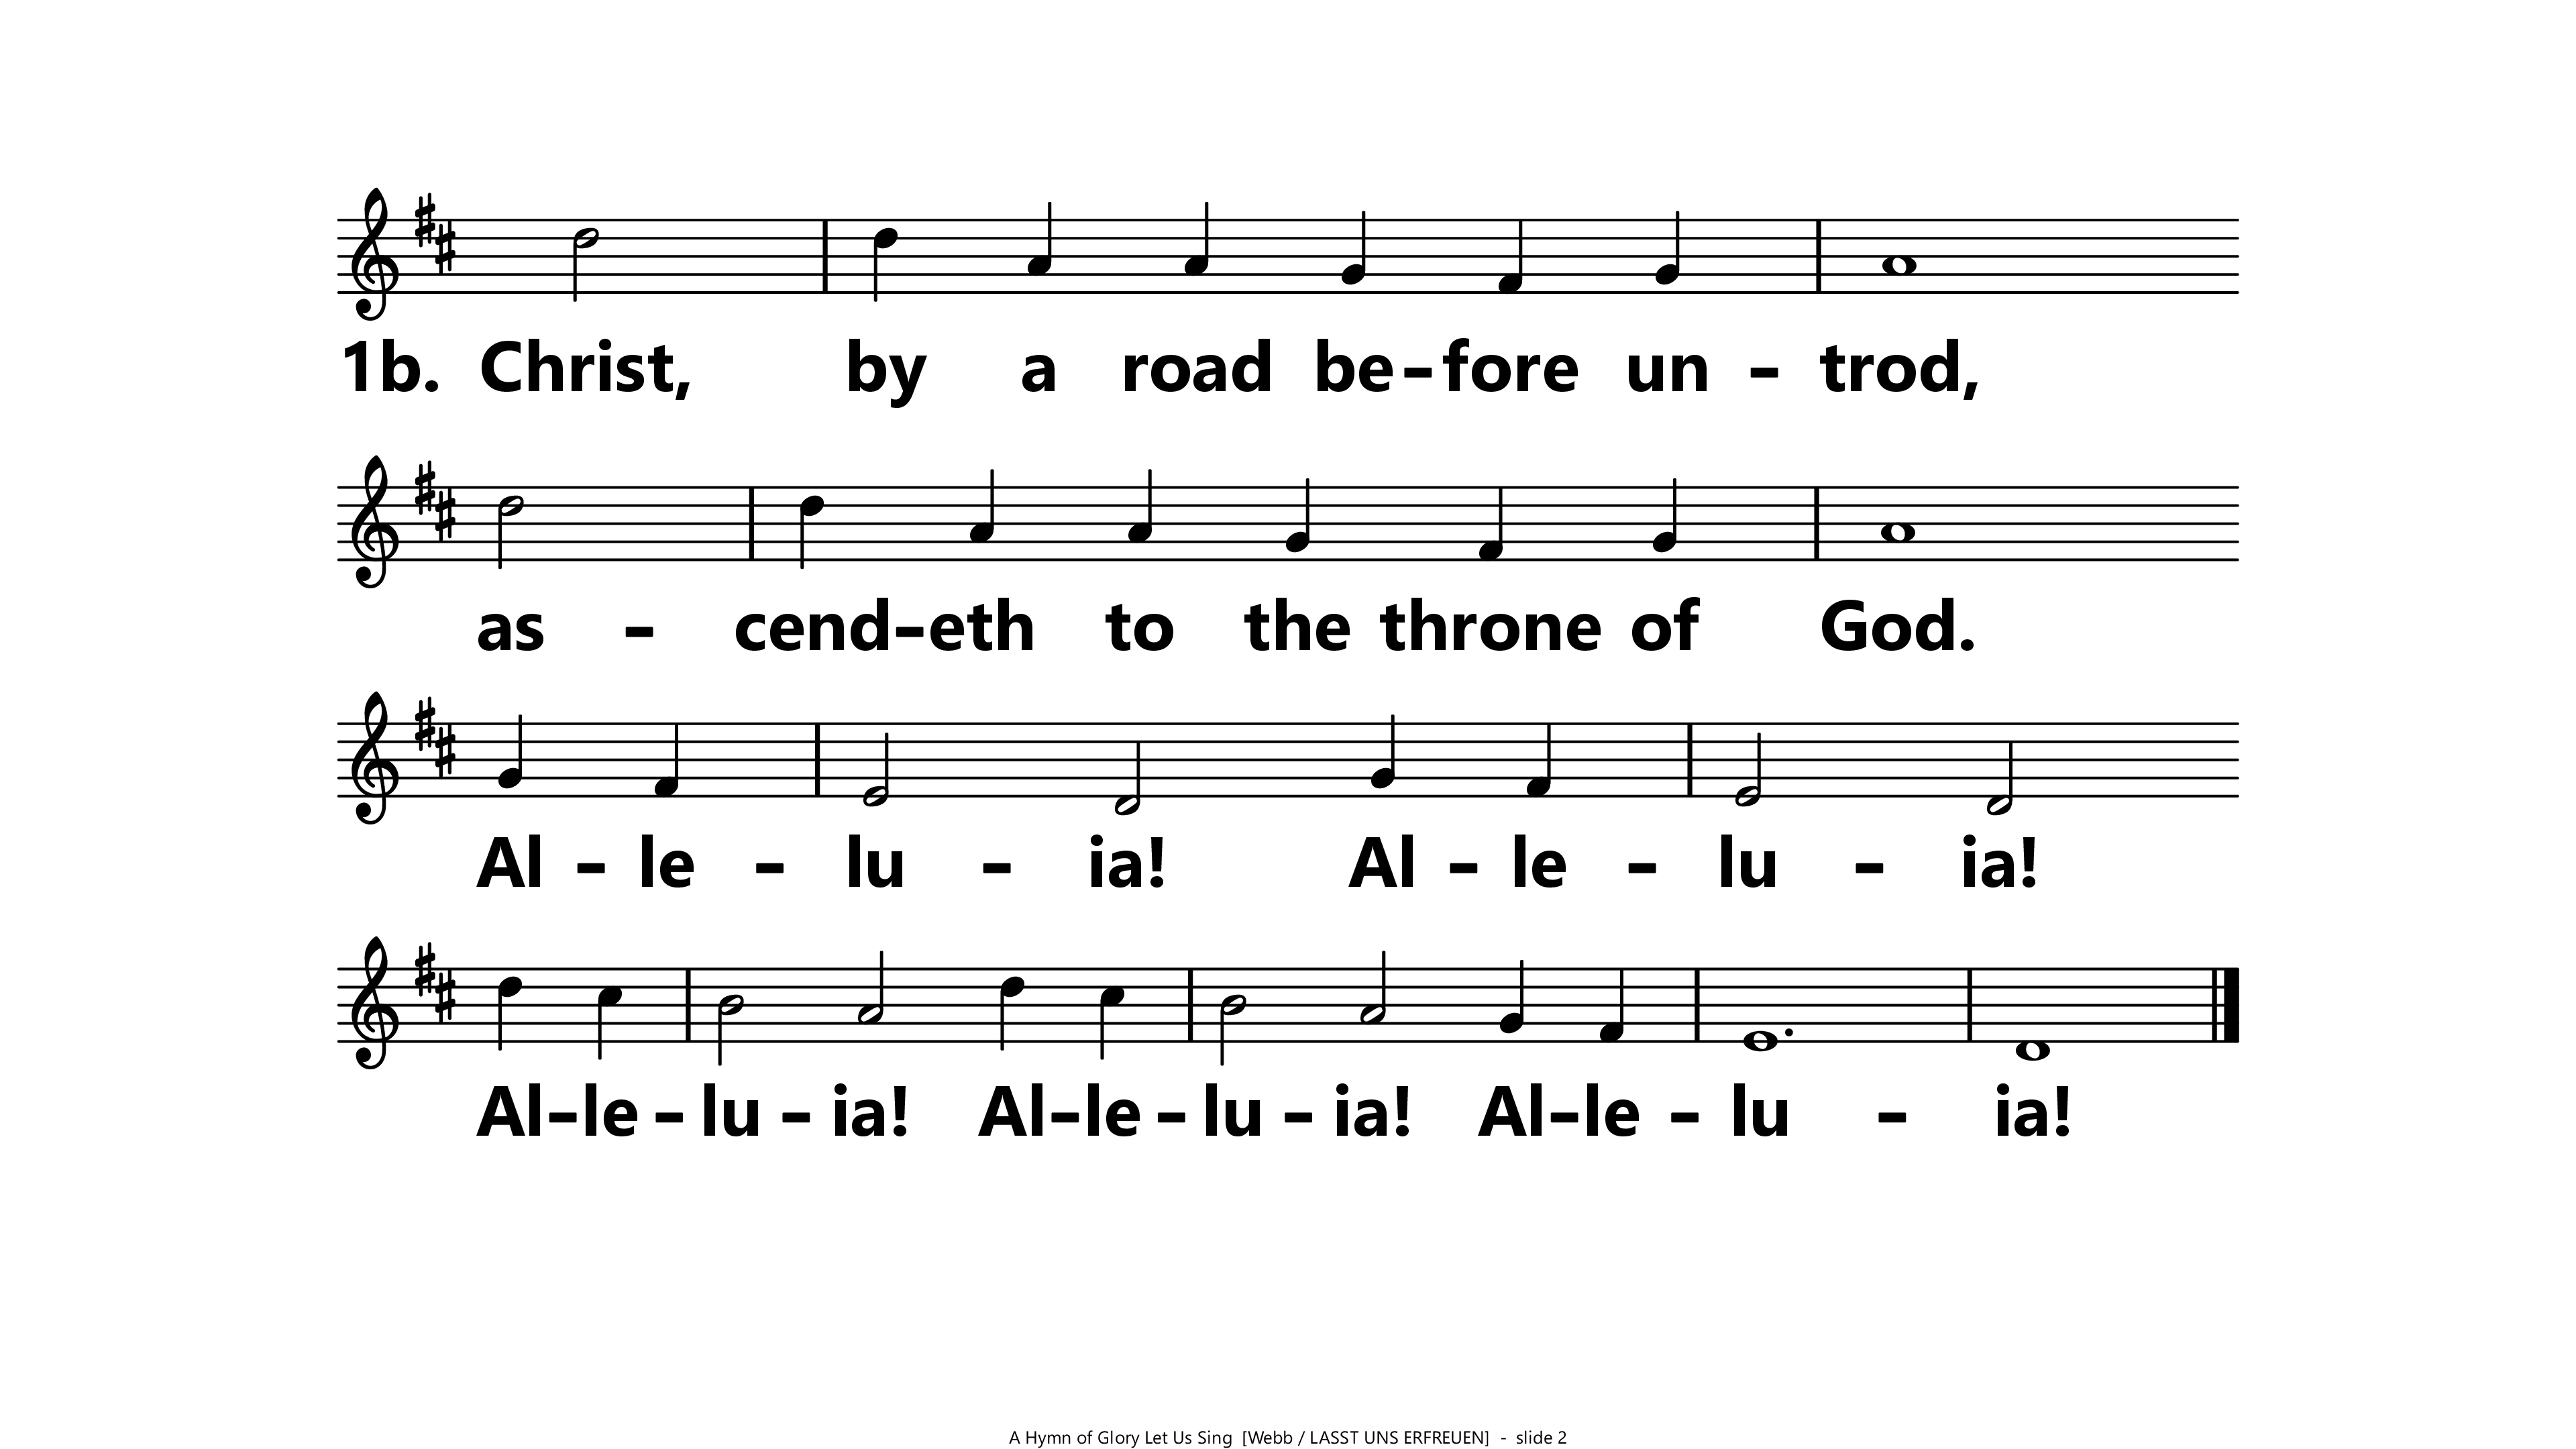 1b. Christ, by a road be-fore un - trod,
as - cend-eth to the throne of God.
Al - le - lu - ia! Al - le - lu - ia!
Al-le - lu - ia! Al-le - lu - ia! Al-le - lu - ia!
A Hymn of Glory Let Us Sing [Webb / LASST UNS ERFREUEN] - slide 2